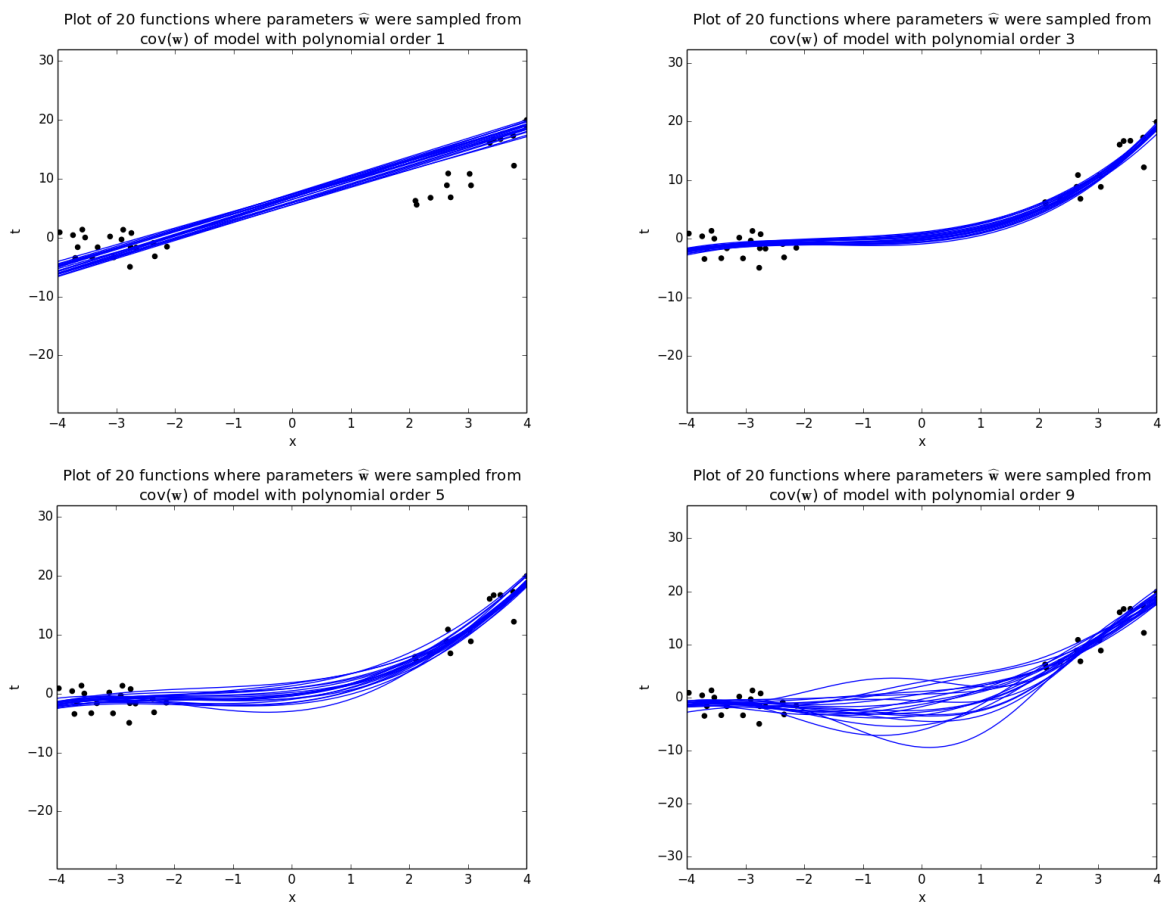 Plot of 20 functions where parameters ŵ were sampled from
cov(w) of model with polynomial order 1
30
20
10
0
−10
−20
t
−4 −3 −2 −1 0 1 2 3 4
x
Plot of 20 functions where parameters ŵ were sampled from
cov(w) of model with polynomial order 3
30
20
10
0
−10
−20
t
−4 −3 −2 −1 0 1 2 3 4
x
Plot of 20 functions where parameters ŵ were sampled from
cov(w) of model with polynomial order 5
30
20
10
0
−10
−20
t
−4 −3 −2 −1 0 1 2 3 4
x
Plot of 20 functions where parameters ŵ were sampled from
cov(w) of model with polynomial order 9
30
20
10
0
−10
−20
−30
t
−4 −3 −2 −1 0 1 2 3 4
x